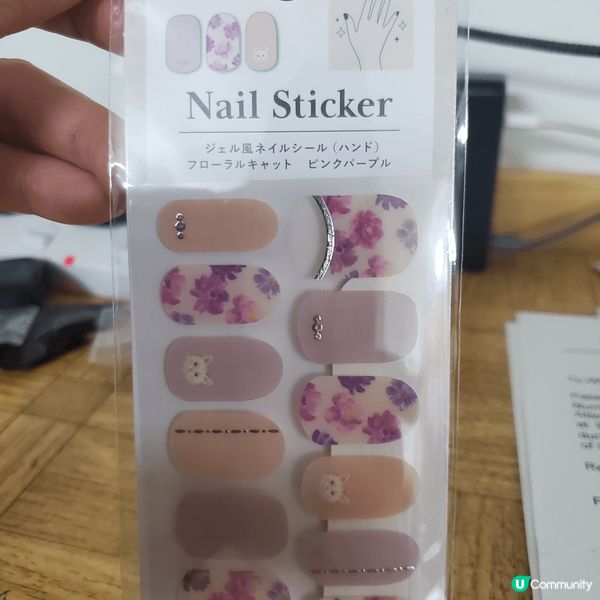 Nail Sticker
ジェル風ネイルシール（ハンド）
フローラルキャット　ピンクパープル
U Community